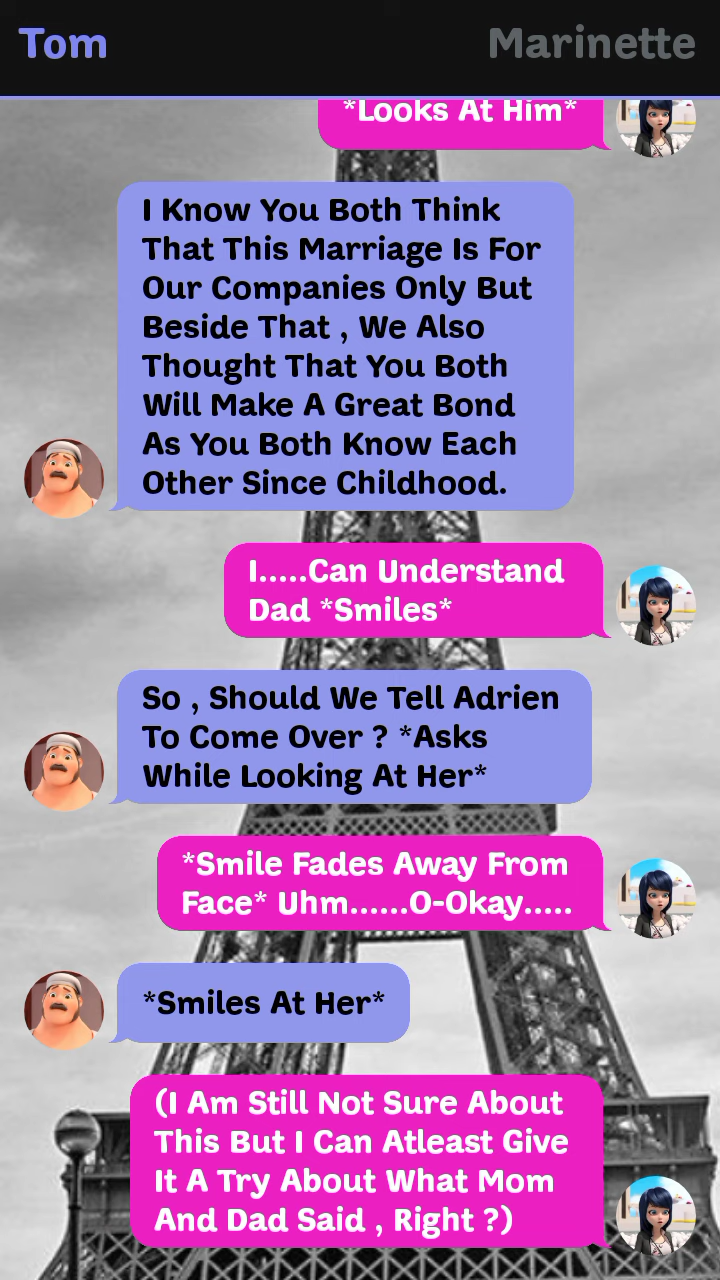 Tom
Marinette
*Looks At Him*
I Know You Both Think
That This Marriage Is For
Our Companies Only But
Beside That , We Also
Thought That You Both
Will Make A Great Bond
As You Both Know Each
Other Since Childhood.
I.....Can Understand
Dad *Smiles*
So , Should We Tell Adrien
To Come Over ? *Asks
While Looking At Her*
*Smile Fades Away From
Face* Uhm......O-Okay.....
*Smiles At Her*
(I Am Still Not Sure About
This But I Can Atleast Give
It A Try About What Mom
And Dad Said , Right ?)